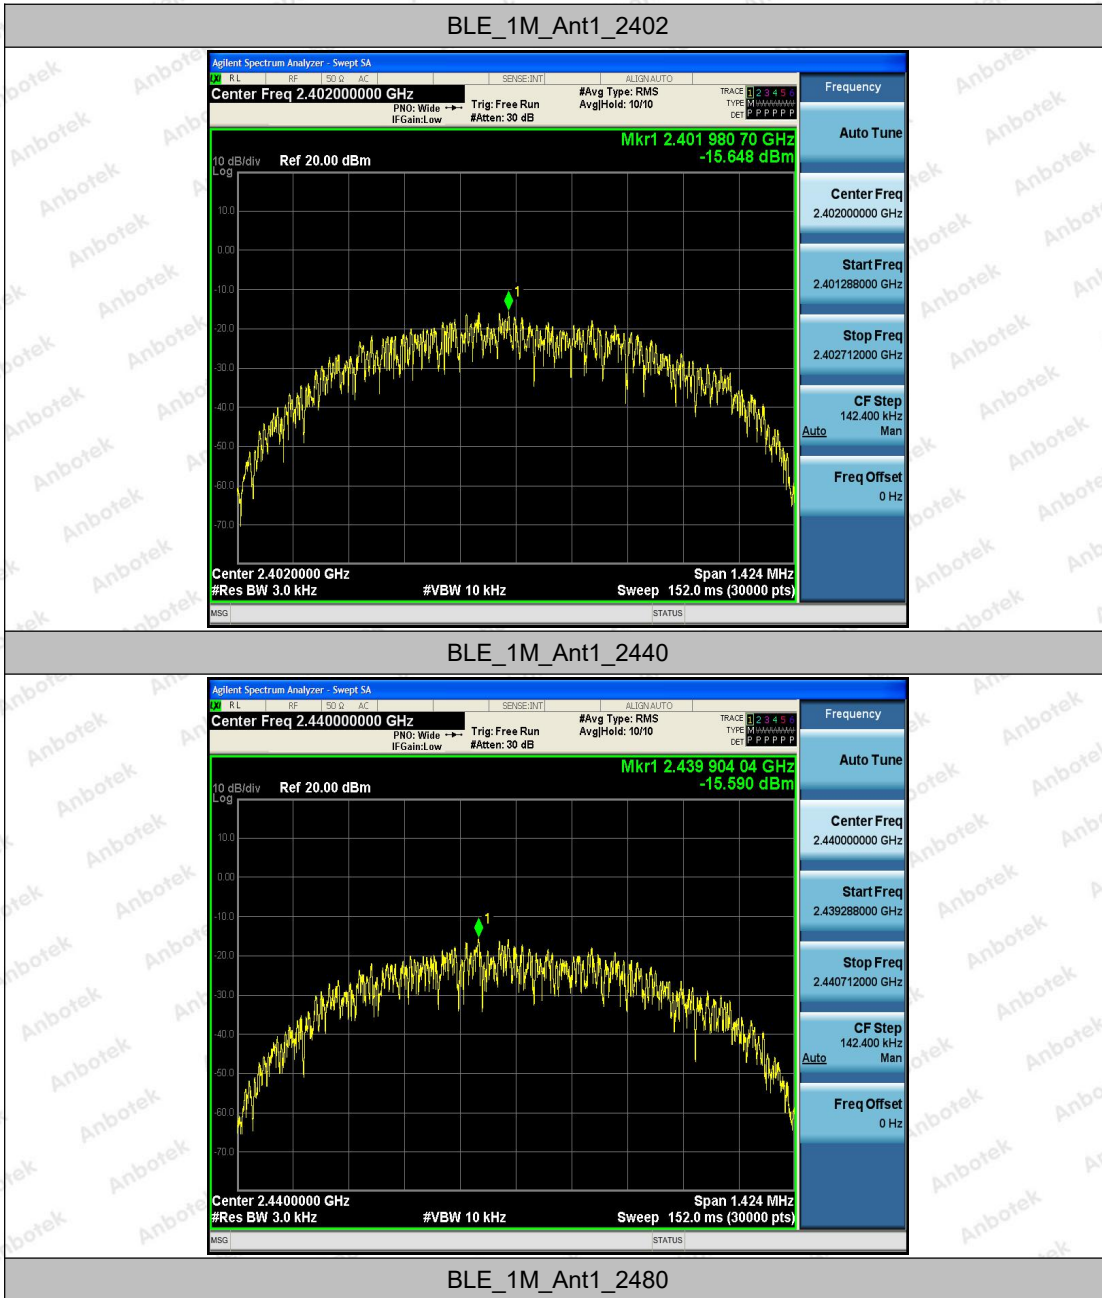 BLE_1M_Ant1_2402
Agilent Spectrum Analyzer - Swept SA
LXI RL RF 50 Ω AC SENSE:INT ALIGNAUTO
Center Freq 2.402000000 GHz
PNO: Wide
IFGain:Low
Trig: Free Run
#Atten: 30 dB
#Avg Type: RMS
Avg|Hold: 10/10
TRACE 1 2 3 4 5 6
TYPE M
DET P P P P P P
Mkr1 2.401 980 70 GHz
-15.648 dBm
10 dB/div Ref 20.00 dBm
Log
10.0
0.00
-10.0
-20.0
-30.0
-40.0
-50.0
-60.0
-70.0
1
Center 2.4020000 GHz
Span 1.424 MHz
#Res BW 3.0 kHz #VBW 10 kHz Sweep 152.0 ms (30000 pts)
MSG STATUS
Frequency
Auto Tune
Center Freq
2.402000000 GHz
Start Freq
2.401288000 GHz
Stop Freq
2.402712000 GHz
CF Step
142.400 kHz
Auto Man
Freq Offset
0 Hz
BLE_1M_Ant1_2440
Agilent Spectrum Analyzer - Swept SA
LXI RL RF 50 Ω AC SENSE:INT ALIGNAUTO
Center Freq 2.440000000 GHz
PNO: Wide
IFGain:Low
Trig: Free Run
#Atten: 30 dB
#Avg Type: RMS
Avg|Hold: 10/10
TRACE 1 2 3 4 5 6
TYPE M
DET P P P P P P
Mkr1 2.439 904 04 GHz
-15.590 dBm
10 dB/div Ref 20.00 dBm
Log
10.0
0.00
-10.0
-20.0
-30.0
-40.0
-50.0
-60.0
-70.0
1
Center 2.4400000 GHz
Span 1.424 MHz
#Res BW 3.0 kHz #VBW 10 kHz Sweep 152.0 ms (30000 pts)
MSG STATUS
Frequency
Auto Tune
Center Freq
2.440000000 GHz
Start Freq
2.439288000 GHz
Stop Freq
2.440712000 GHz
CF Step
142.400 kHz
Auto Man
Freq Offset
0 Hz
BLE_1M_Ant1_2480
Anbotek